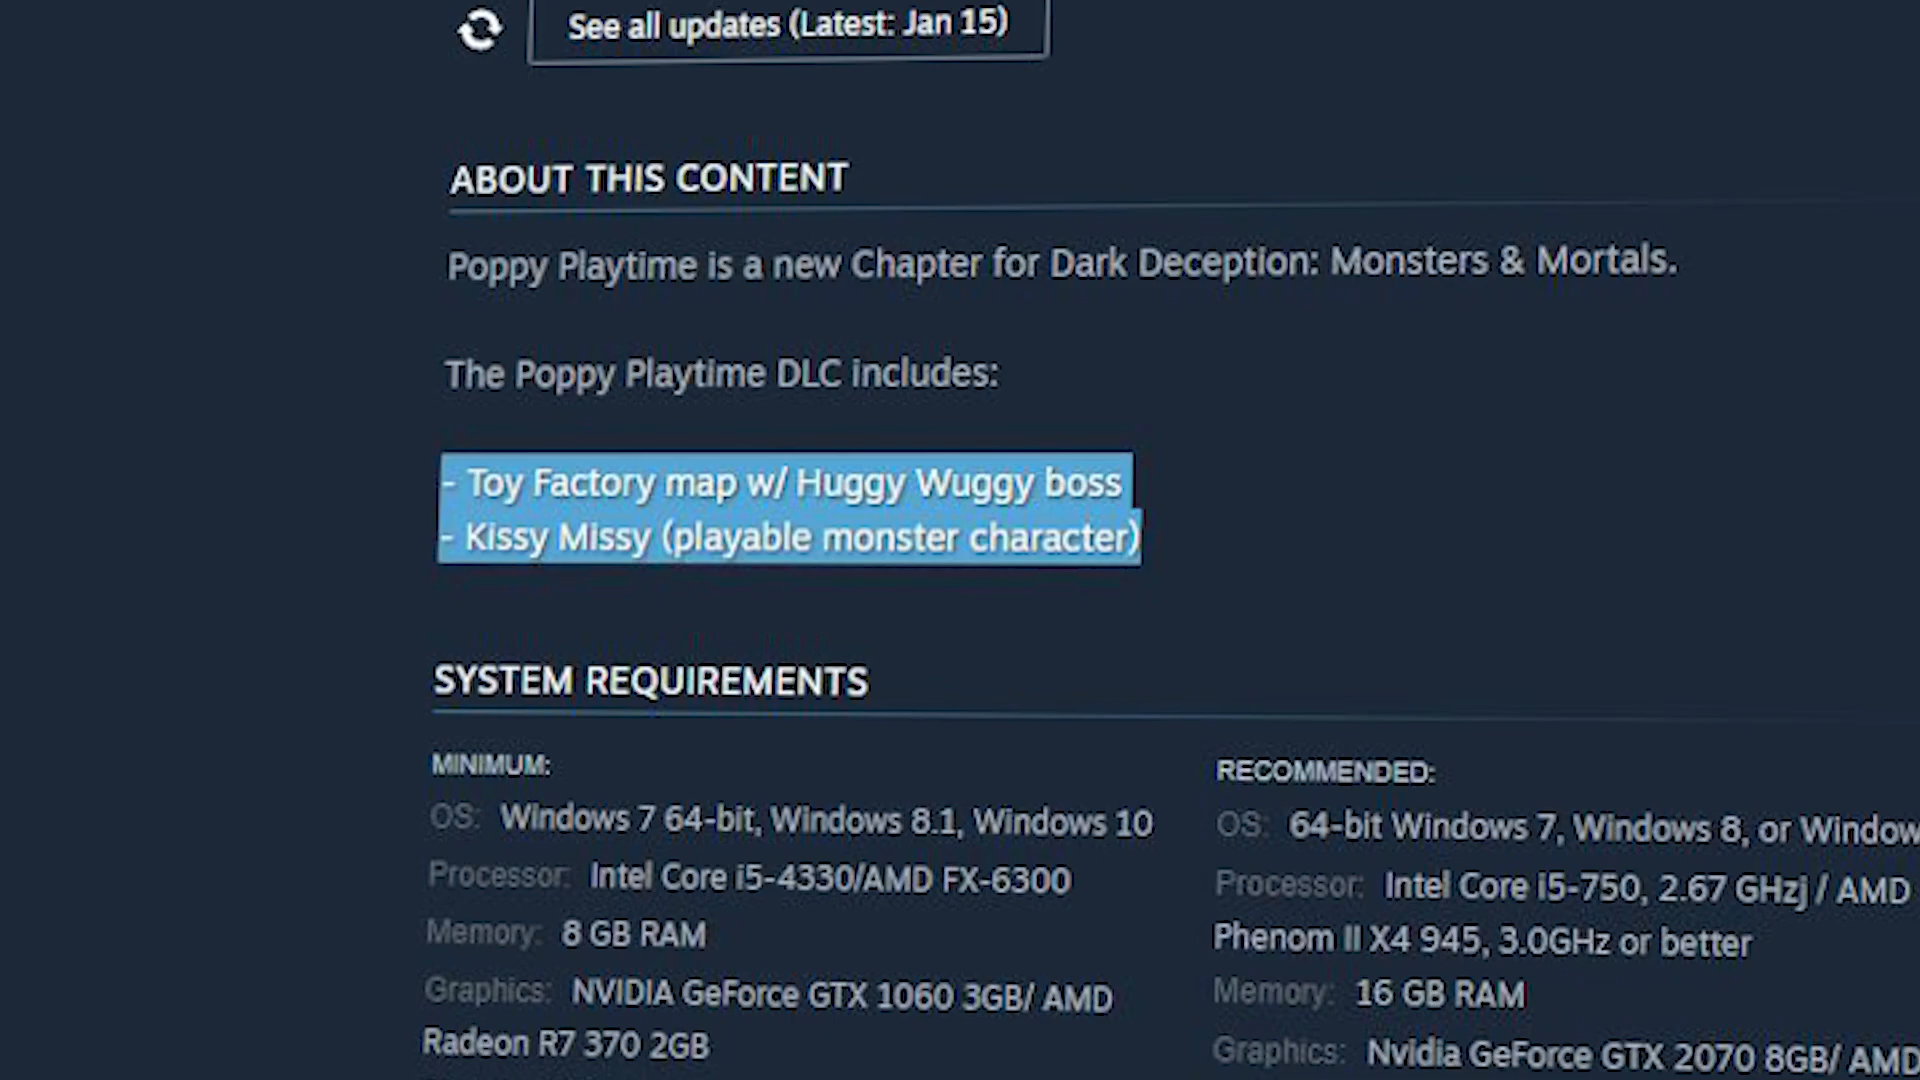 See all updates (Latest: Jan 15)
ABOUT THIS CONTENT
Poppy Playtime is a new Chapter for Dark Deception: Monsters & Mortals.
The Poppy Playtime DLC includes:
- Toy Factory map w/ Huggy Wuggy boss
- Kissy Missy (playable monster character)
SYSTEM REQUIREMENTS
MINIMUM:
OS: Windows 7 64-bit, Windows 8.1, Windows 10
Processor: Intel Core i5-4330/AMD FX-6300
Memory: 8 GB RAM
Graphics: NVIDIA GeForce GTX 1060 3GB/ AMD
Radeon R7 370 2GB
RECOMMENDED:
OS: 64-bit Windows 7, Windows 8, or Window
Processor: Intel Core i5-750, 2.67 GHzj / AMD
Phenom II X4 945, 3.0GHz or better
Memory: 16 GB RAM
Graphics: Nvidia GeForce GTX 2070 8GB/ AMD